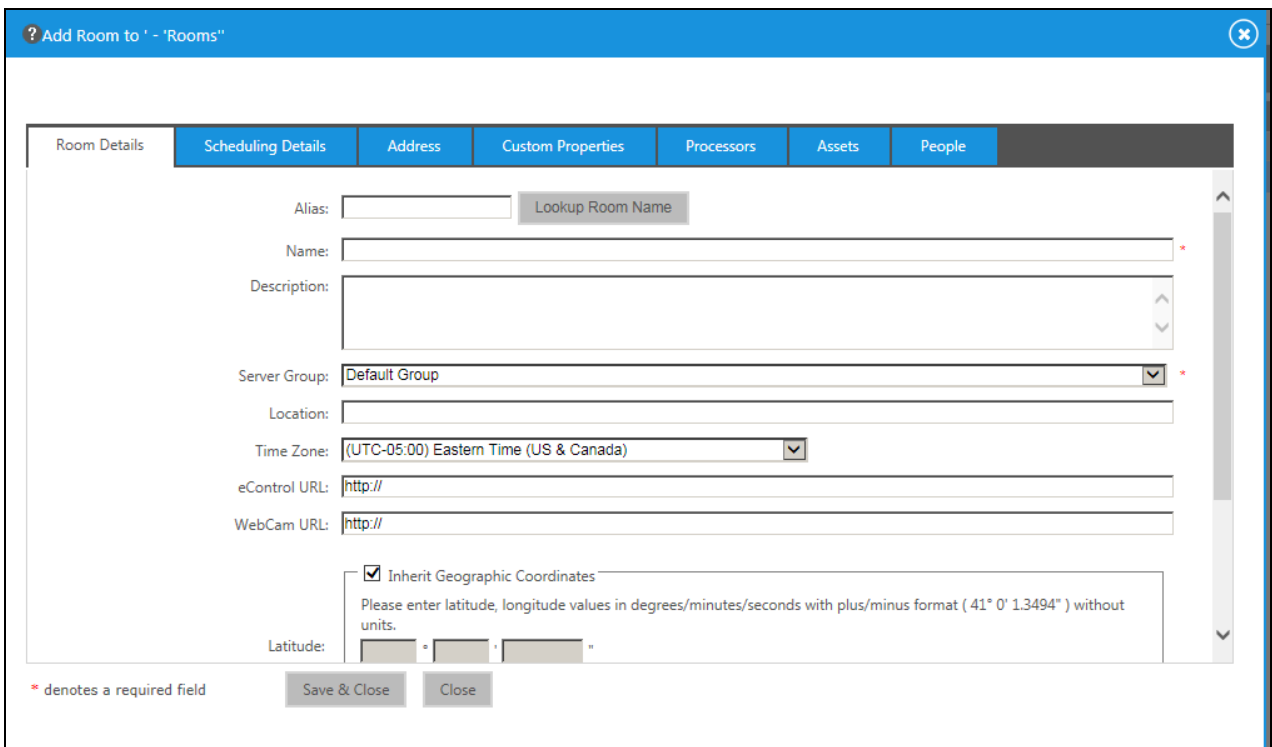 ? Add Room to ' - 'Rooms''
Room Details Scheduling Details Address Custom Properties Processors Assets People
Alias: Lookup Room Name
Name: *
Description:
Server Group: Default Group *
Location:
Time Zone: (UTC-05:00) Eastern Time (US & Canada)
eControl URL: http://
WebCam URL: http://
Inherit Geographic Coordinates
Please enter latitude, longitude values in degrees/minutes/seconds with plus/minus format ( 41° 0' 1.3494" ) without
units.
Latitude: ° ' "
* denotes a required field Save & Close Close